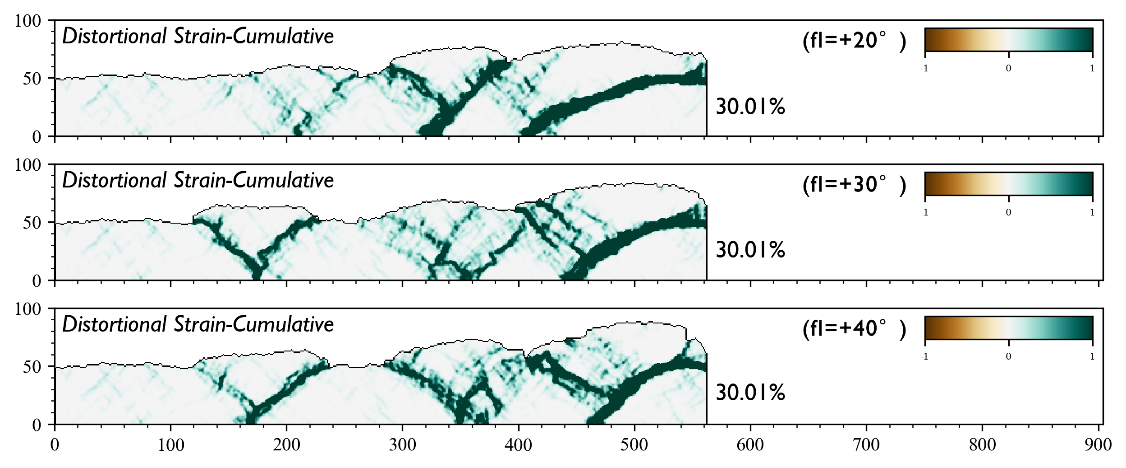 100
Distortional Strain-Cumulative
(fl=+20° )
1 0 1
50
30.01%
0
100
Distortional Strain-Cumulative
(fl=+30° )
1 0 1
50
30.01%
0
100
Distortional Strain-Cumulative
(fl=+40° )
1 0 1
50
30.01%
0
0 100 200 300 400 500 600 700 800 900